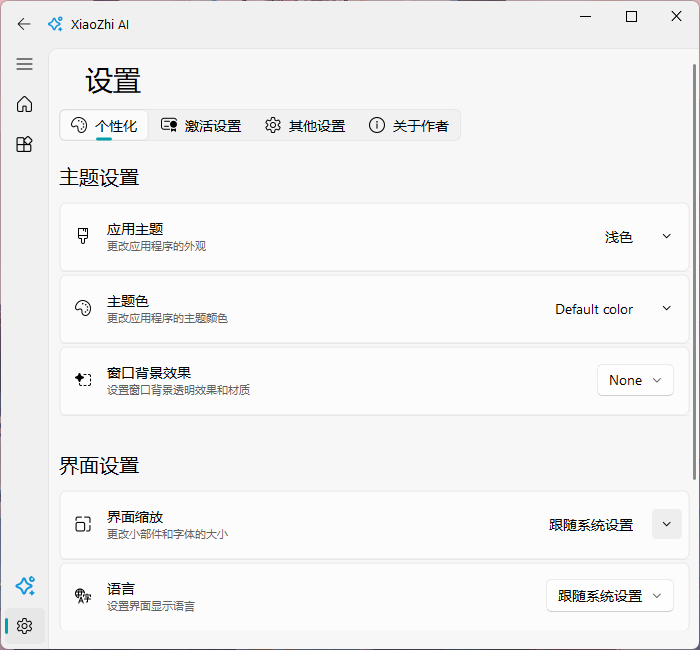 XiaoZhi AI
设置
个性化 激活设置 其他设置 关于作者
主题设置
应用主题
更改应用程序的外观
浅色
主题色
更改应用程序的主题颜色
Default color
窗口背景效果
设置窗口背景透明效果和材质
None
界面设置
界面缩放
更改小部件和字体的大小
跟随系统设置
语言
设置界面显示语言
跟随系统设置